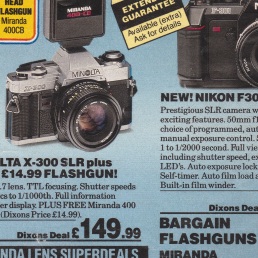 HEAD
FLASHGUN
Miranda
400CB
MIRANDA
EXTENDED
GUARANTEE
Available (extra)
Ask for details
MINOLTA
X-300
LTA X-300 SLR plus
£14.99 FLASHGUN!
.7 lens. TTL focusing. Shutter speeds
cs to 1/1000th. Full information
er display. PLUS FREE Miranda 400
(Dixons Price £14.99).
Dixons Deal £149.99
NDA LENS SUPERDEALS
NEW! NIKON F30
Prestigious SLR camera w
exciting features. 50mm f1
choice of programmed, aut
manual exposure control. S
1 to 1/2000 second. Full vie
including shutter speed, ex
LED's. Auto exposure lock
Self-timer. Auto film load a
Built-in film winder.
Dixons Dea
BARGAIN
FLASHGUNS
MIRANDA